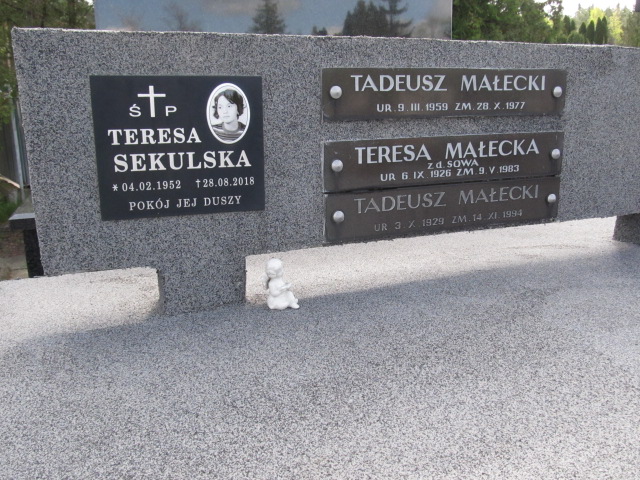 Ś P
TERESA
SEKULSKA
*04.02.1952 †28.08.2018
POKÓJ JEJ DUSZY
TADEUSZ MAŁECKI
UR. 9. III. 1959 ZM. 28. X. 1977
TERESA MAŁECKA
z d. SOWA
UR 6 IX 1926 ZM. 9. V. 1983
TADEUSZ MAŁECKI
UR. 3. X. 1929 ZM. 14. XI. 1994